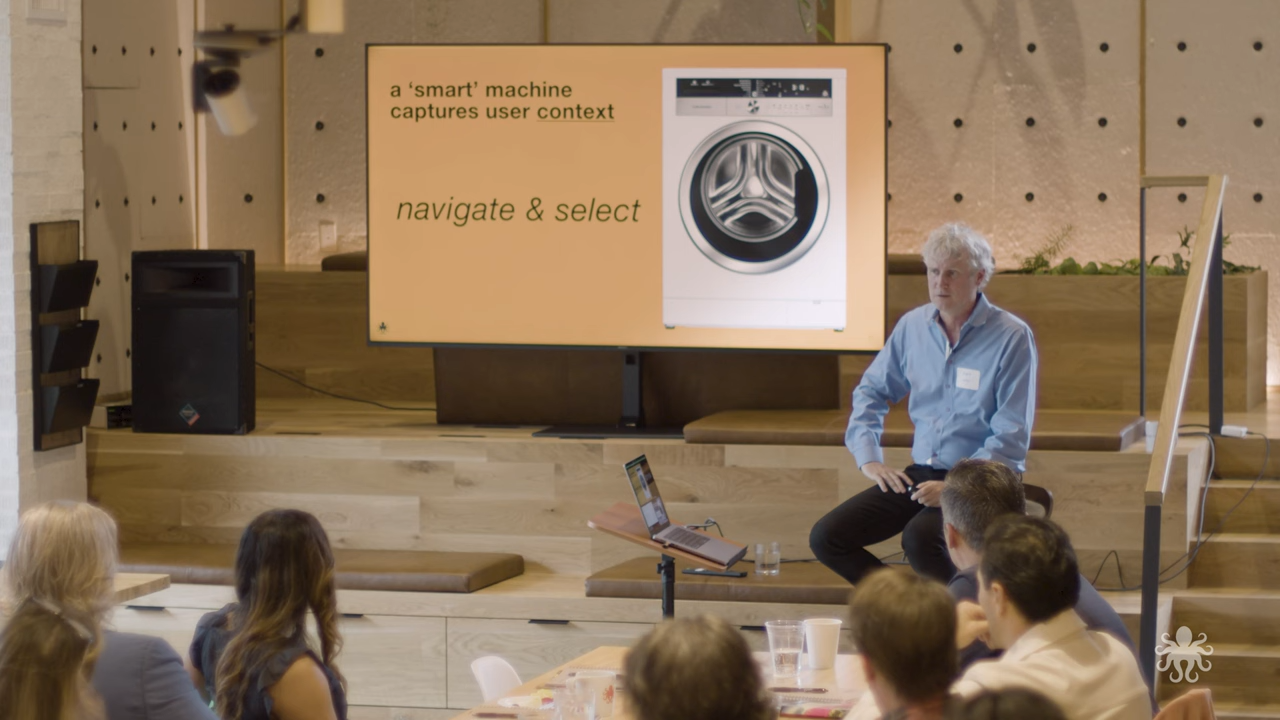 a ‘smart’ machine
captures user context
navigate & select